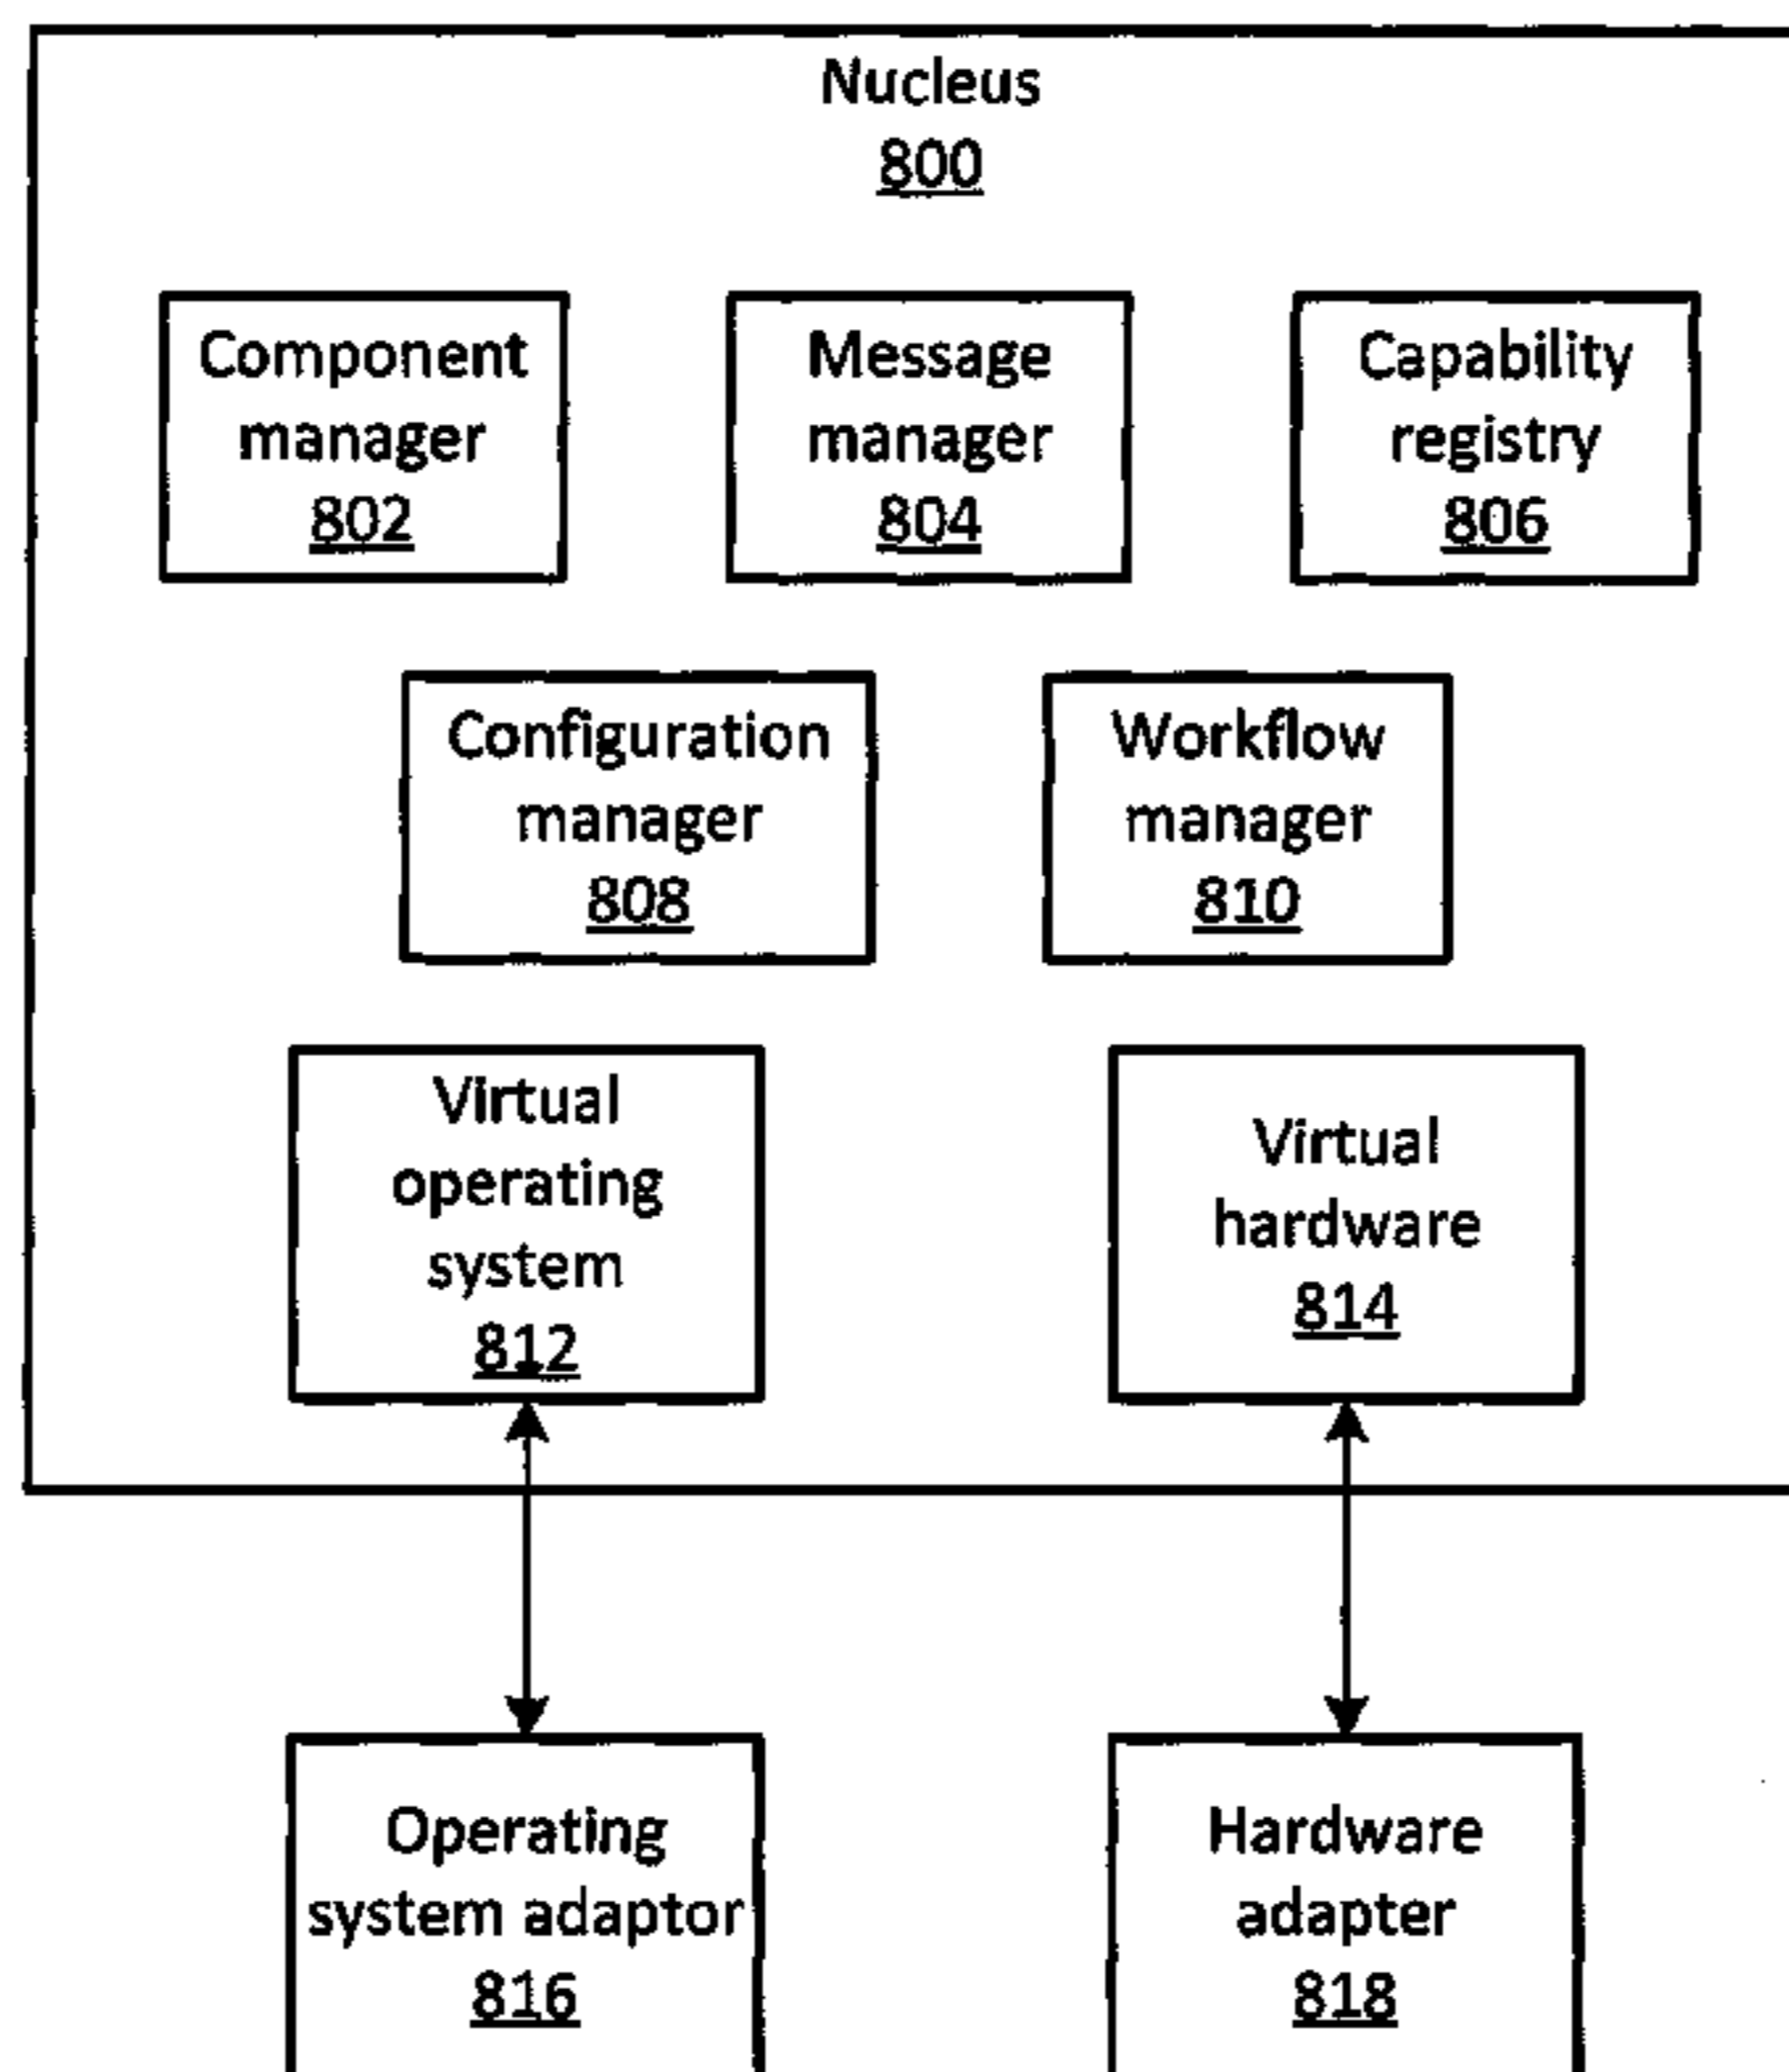 Nucleus
800
Component
manager
802
Message
manager
804
Capability
registry
806
Configuration
manager
808
Workflow
manager
810
Virtual
operating
system
812
Virtual
hardware
814
Operating
system adaptor
816
Hardware
adapter
818